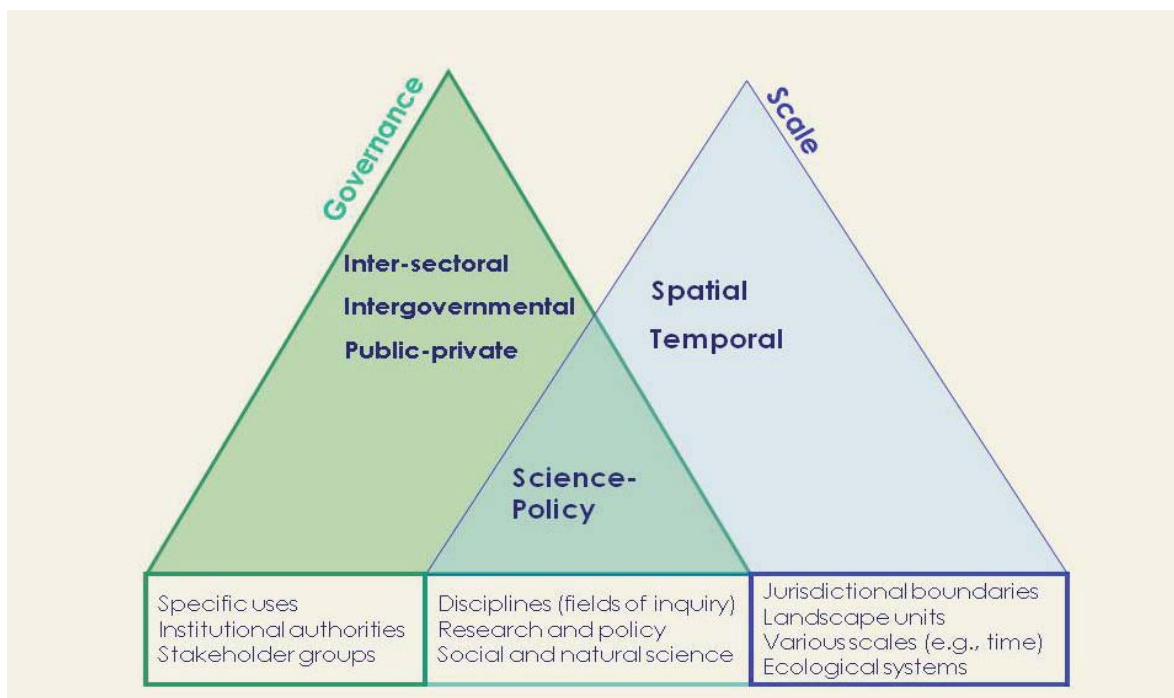 Governance
Scale
Inter-sectoral
Intergovernmental
Public-private
Spatial
Temporal
Science-
Policy
Specific uses
Institutional authorities
Stakeholder groups
Disciplines (fields of inquiry)
Research and policy
Social and natural science
Jurisdictional boundaries
Landscape units
Various scales (e.g., time)
Ecological systems